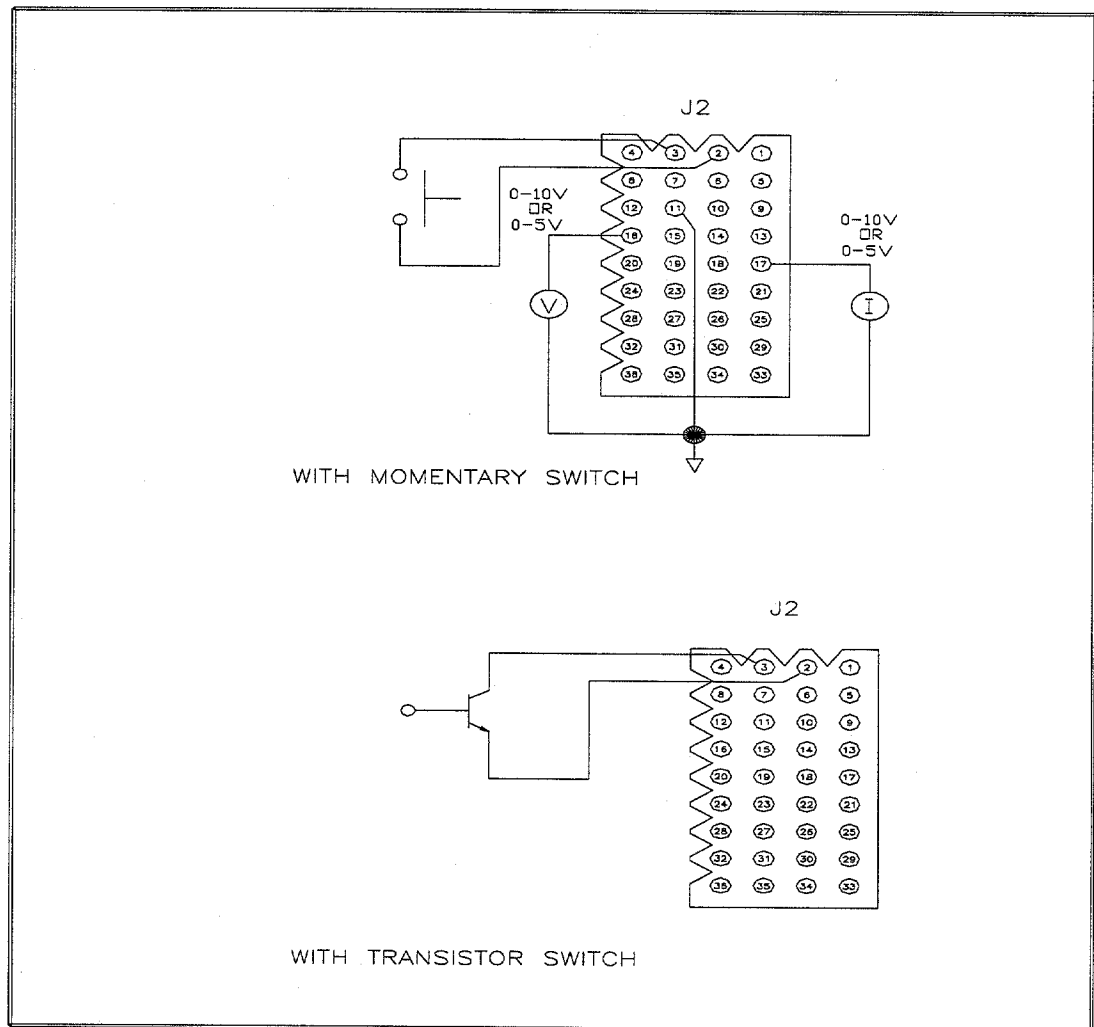 J2
4 3 2 1
8 7 6 5
0-10V
OR
0-5V
12 11 10 9
0-10V
OR
0-5V
16 15 14 13
20 19 18 17
24 23 22 21
V
I
28 27 26 25
32 31 30 29
36 35 34 33
WITH MOMENTARY SWITCH
J2
4 3 2 1
8 7 6 5
12 11 10 9
16 15 14 13
20 19 18 17
24 23 22 21
28 27 26 25
32 31 30 29
36 35 34 33
WITH TRANSISTOR SWITCH